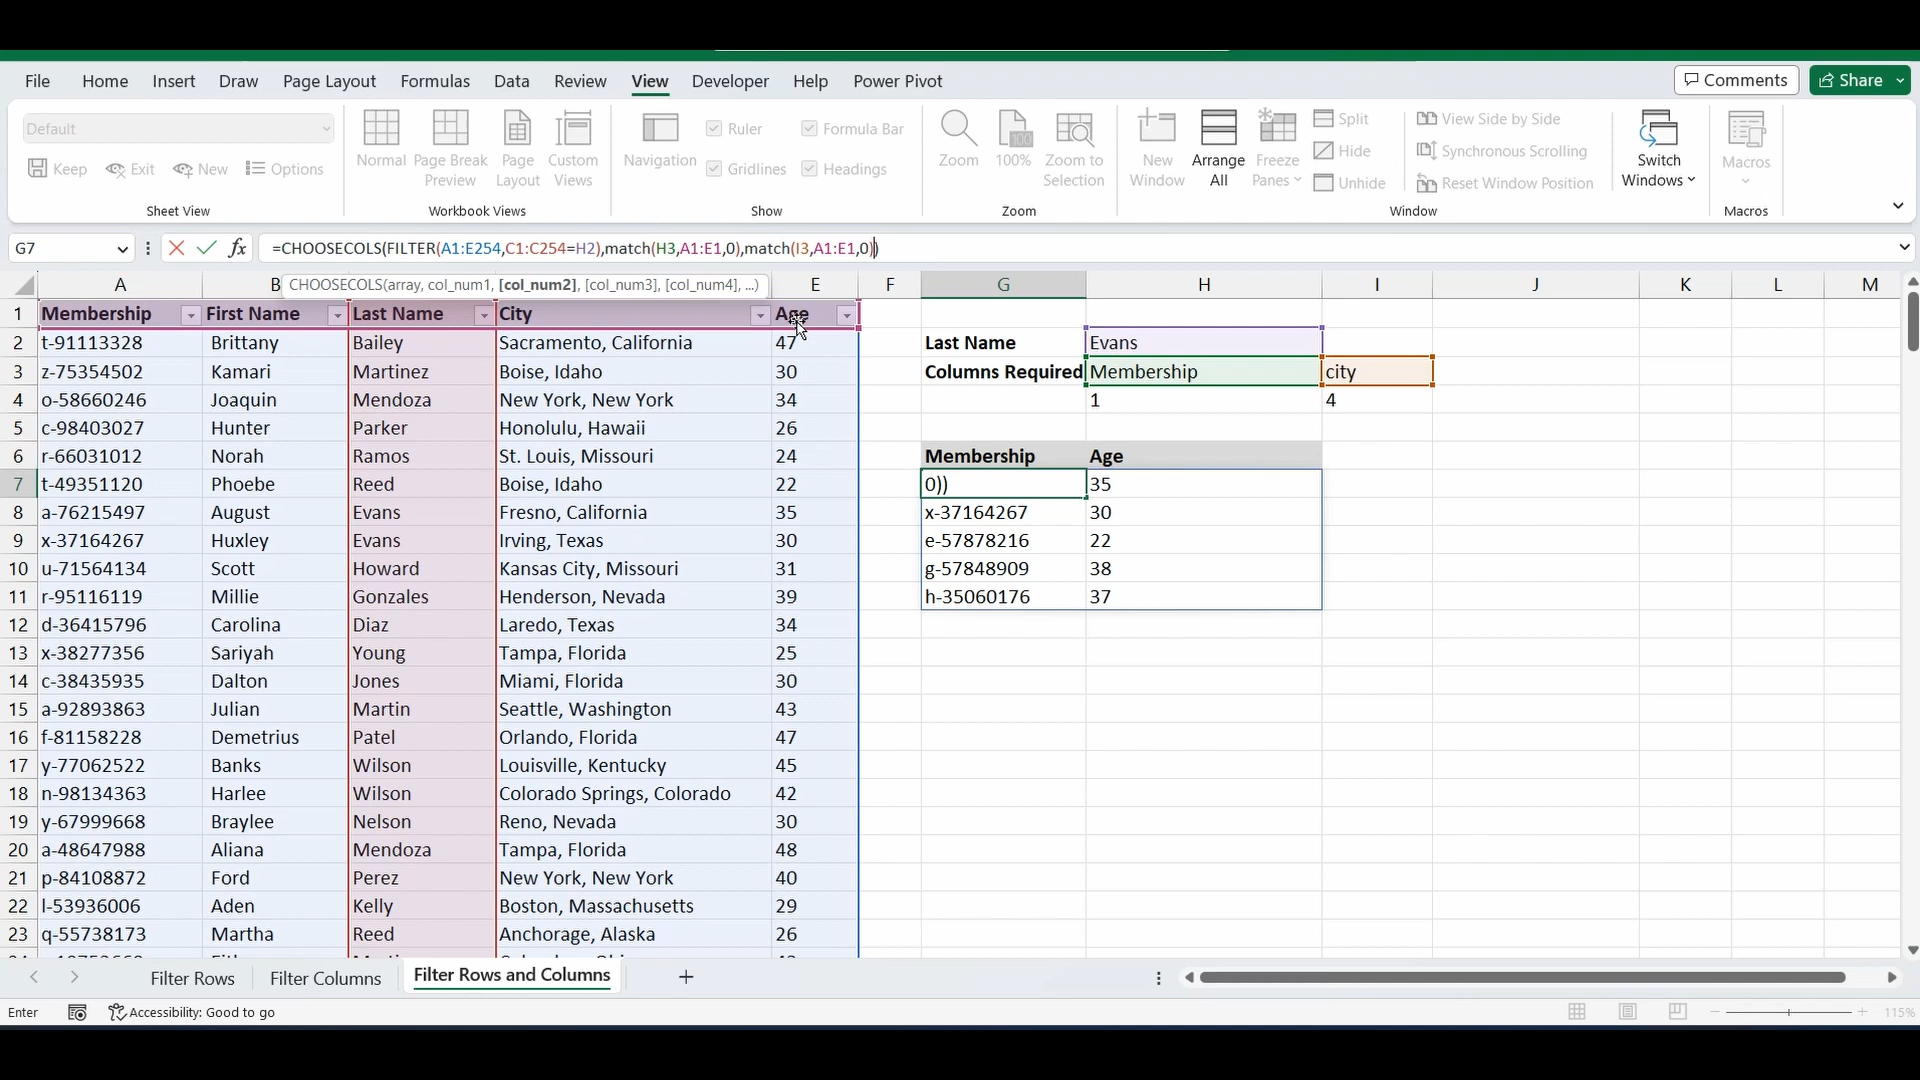 File Home Insert Draw Page Layout Formulas Data Review View Developer Help Power Pivot Comments Share
Default
Keep Exit New Options
Sheet View
Normal Page Break Preview Page Layout Custom Views
Workbook Views
Navigation Ruler Formula Bar
Gridlines Headings
Show
Zoom 100% Zoom to Selection
Zoom
New Window Arrange All Freeze Panes
Split
Hide
Unhide
View Side by Side
Synchronous Scrolling
Reset Window Position
Switch Windows
Window
Macros
Macros
G7 fx =CHOOSECOLS(FILTER(A1:E254,C1:C254=H2),match(H3,A1:E1,0),match(I3,A1:E1,0))
CHOOSECOLS(array, col_num1, [col_num2], [col_num3], [col_num4], ...)
A B E F G H I J K L M
1 Membership First Name Last Name City Age
2 t-91113328 Brittany Bailey Sacramento, California 47 Last Name Evans
3 z-75354502 Kamari Martinez Boise, Idaho 30 Columns Required Membership city
4 o-58660246 Joaquin Mendoza New York, New York 34 1 4
5 c-98403027 Hunter Parker Honolulu, Hawaii 26
6 r-66031012 Norah Ramos St. Louis, Missouri 24 Membership Age
7 t-49351120 Phoebe Reed Boise, Idaho 22 0)) 35
8 a-76215497 August Evans Fresno, California 35 x-37164267 30
9 x-37164267 Huxley Evans Irving, Texas 30 e-57878216 22
10 u-71564134 Scott Howard Kansas City, Missouri 31 g-57848909 38
11 r-95116119 Millie Gonzales Henderson, Nevada 39 h-35060176 37
12 d-36415796 Carolina Diaz Laredo, Texas 34
13 x-38277356 Sariyah Young Tampa, Florida 25
14 c-38435935 Dalton Jones Miami, Florida 30
15 a-92893863 Julian Martin Seattle, Washington 43
16 f-81158228 Demetrius Patel Orlando, Florida 47
17 y-77062522 Banks Wilson Louisville, Kentucky 45
18 n-98134363 Harlee Wilson Colorado Springs, Colorado 42
19 y-67999668 Braylee Nelson Reno, Nevada 30
20 a-48647988 Aliana Mendoza Tampa, Florida 48
21 p-84108872 Ford Perez New York, New York 40
22 l-53936006 Aden Kelly Boston, Massachusetts 29
23 q-55738173 Martha Reed Anchorage, Alaska 26
Filter Rows Filter Columns Filter Rows and Columns
Enter Accessibility: Good to go 115%